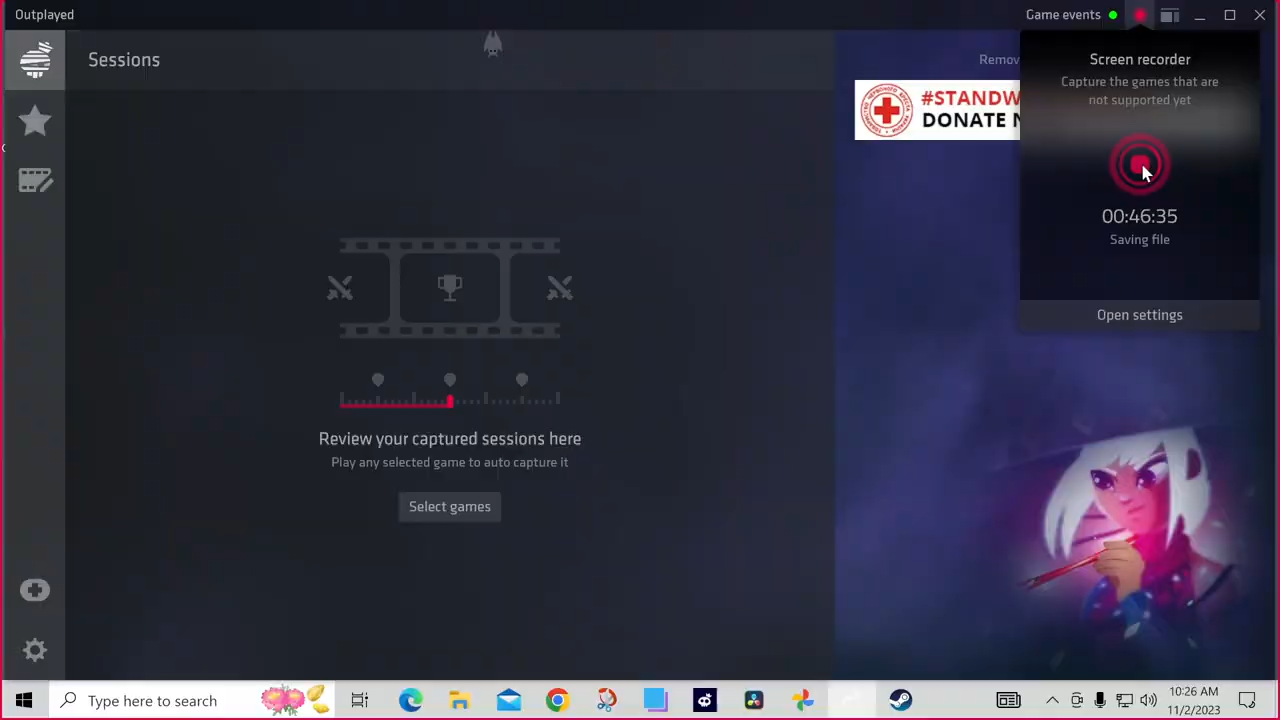 Outplayed
Game events
Sessions
Remov
#STANDW
DONATE N
Screen recorder
Capture the games that are
not supported yet
00:46:35
Saving file
Open settings
Review your captured sessions here
Play any selected game to auto capture it
Select games
Type here to search
10:26 AM
11/2/2023